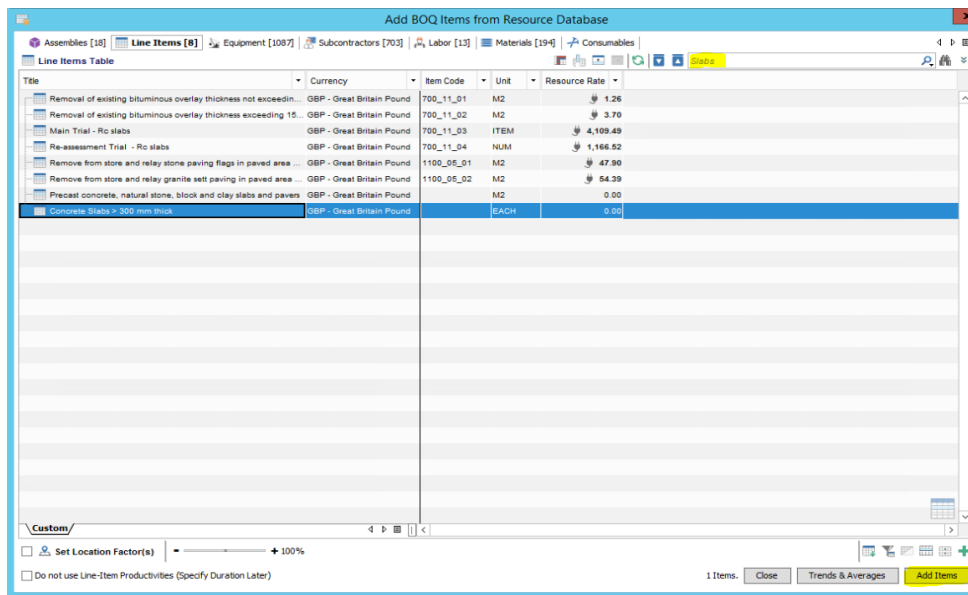 Add BOQ Items from Resource Database
Assemblies [18] Line Items [8] Equipment [1087] Subcontractors [703] Labor [13] Materials [194] Consumables
Line Items Table Slabs
Title Currency Item Code Unit Resource Rate
Removal of existing bituminous overlay thickness not exceedin... GBP - Great Britain Pound 700_11_01 M2 1.26
Removal of existing bituminous overlay thickness exceeding 15... GBP - Great Britain Pound 700_11_02 M2 3.70
Main Trial - Rc slabs GBP - Great Britain Pound 700_11_03 ITEM 4,109.49
Re-assessment Trial - Rc slabs GBP - Great Britain Pound 700_11_04 NUM 1,166.52
Remove from store and relay stone paving flags in paved area ... GBP - Great Britain Pound 1100_05_01 M2 47.90
Remove from store and relay granite sett paving in paved area ... GBP - Great Britain Pound 1100_05_02 M2 54.39
Precast concrete, natural stone, block and clay slabs and pavers GBP - Great Britain Pound M2 0.00
Concrete Slabs > 300 mm thick GBP - Great Britain Pound EACH 0.00
Custom
Set Location Factor(s) - + 100%
Do not use Line-Item Productivities (Specify Duration Later) 1 Items. Close Trends & Averages Add Items